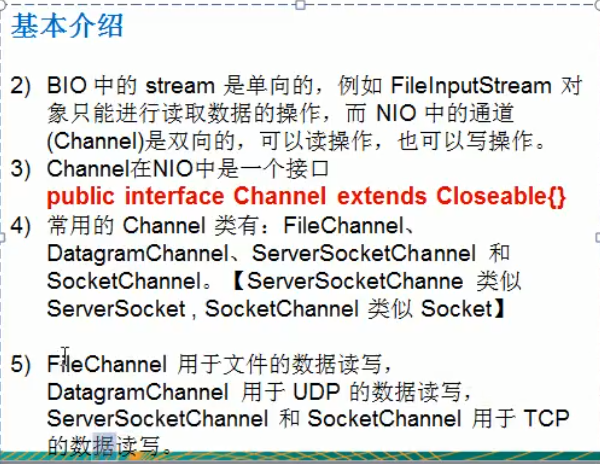 基本介绍
2) BIO 中的 stream 是单向的，例如 FileInputStream 对
象只能进行读取数据的操作，而 NIO 中的通道
(Channel)是双向的，可以读操作，也可以写操作。
3) Channel在NIO中是一个接口
public interface Channel extends Closeable{}
4) 常用的 Channel 类有：FileChannel、
DatagramChannel、ServerSocketChannel 和
SocketChannel。【ServerSocketChanne 类似
ServerSocket , SocketChannel 类似 Socket】
5) FileChannel 用于文件的数据读写，
DatagramChannel 用于 UDP 的数据读写，
ServerSocketChannel 和 SocketChannel 用于 TCP
的数据读写。